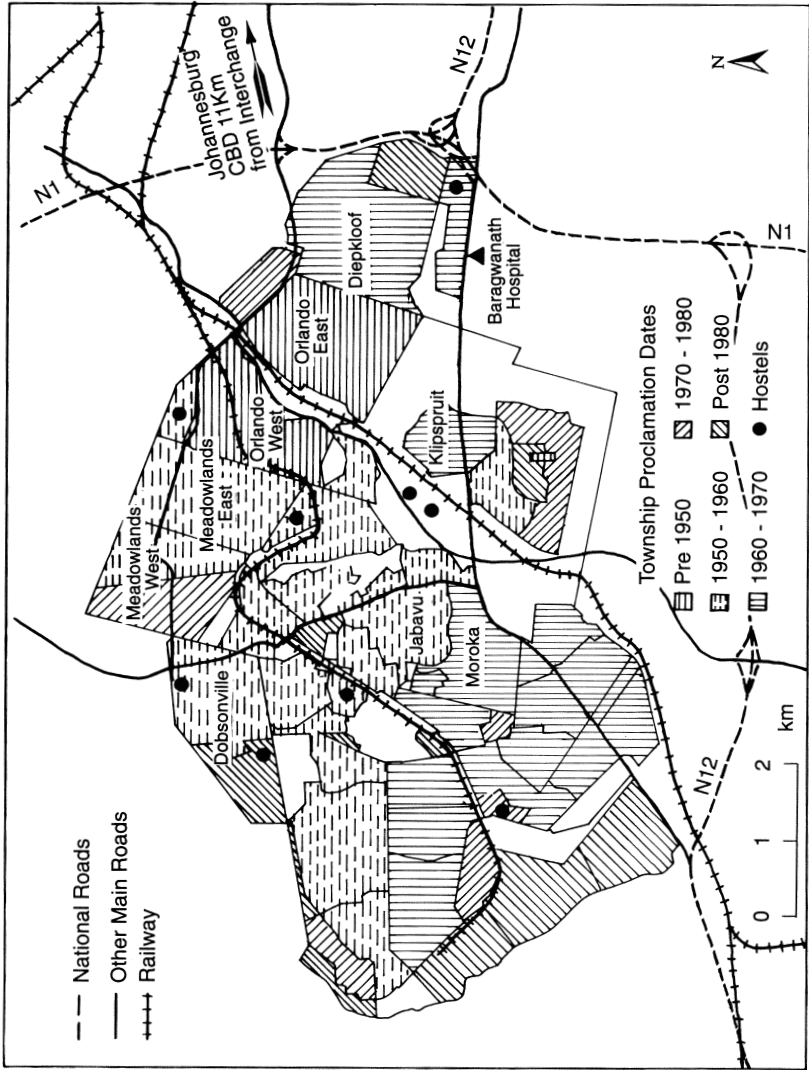 National Roads
Other Main Roads
Railway
Johannesburg
CBD 11Km
from Interchange
N1
N12
N
Meadowlands
West
Meadowlands
East
Dobsonville
Orlando
West
Orlando
East
Diepkloof
Jabavu
Moroka
Klipspruit
Baragwanath
Hospital
N1
N12
Township Proclamation Dates
Pre 1950
1950 - 1960
1960 - 1970
1970 - 1980
Post 1980
Hostels
0 1 2
km